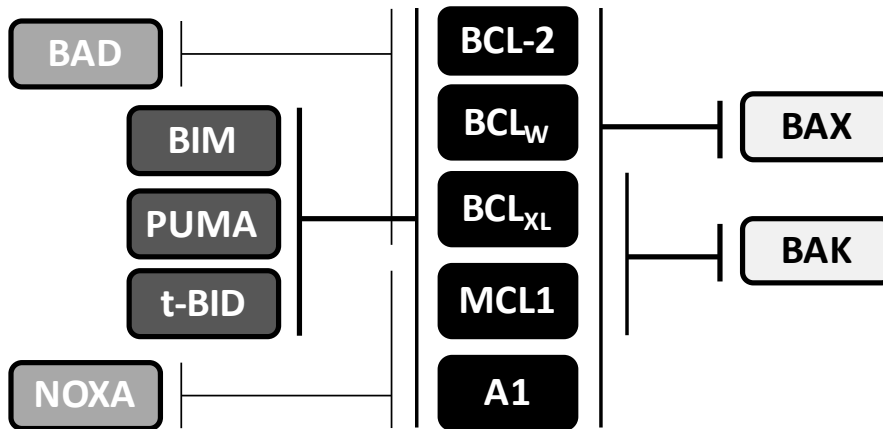 BAD
BIM
PUMA
t-BID
NOXA
BCL-2
BCLW
BCLXL
MCL1
A1
BAX
BAK